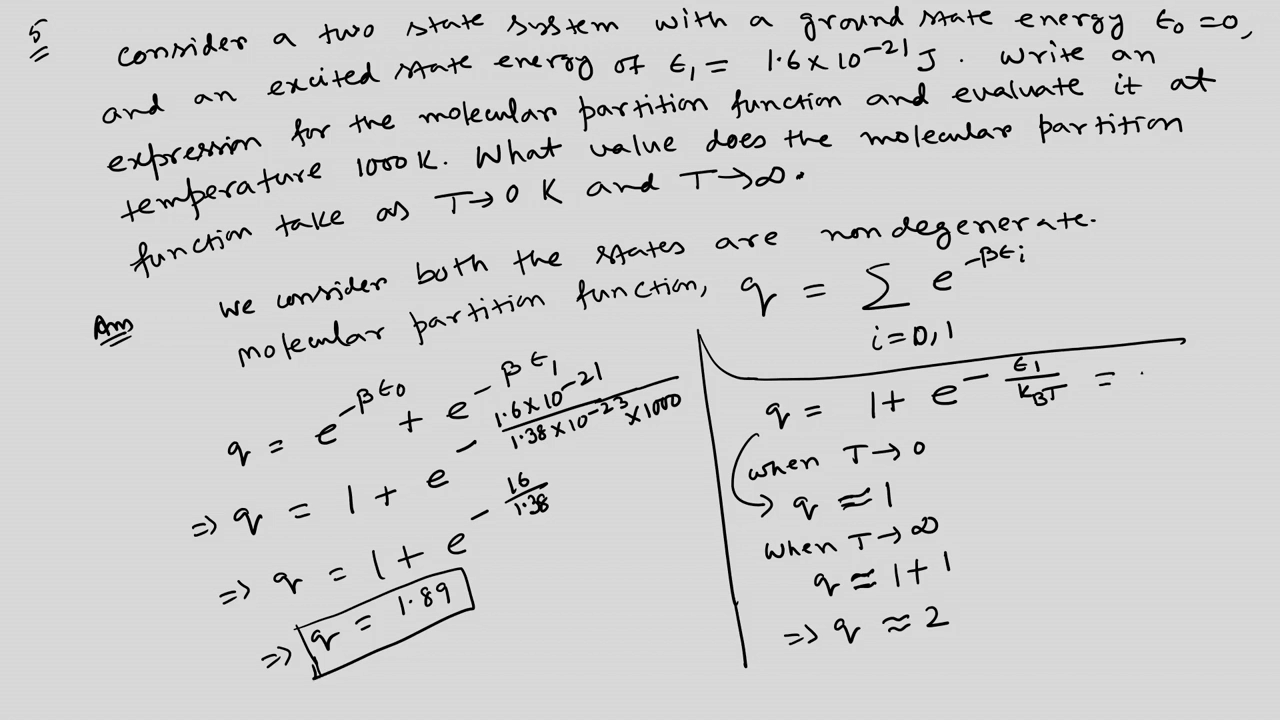 5 Consider a two state system with a ground state energy ϵ₀ = 0,
and an excited state energy of ϵ₁ = 1.6 × 10⁻²¹ J. Write an
expression for the molecular partition function and evaluate it at
temperature 1000 K. What value does the molecular partition
function take as T→0 K and T→∞.
Ans We consider both the states are nondegenerate.
molecular partition function, q = Σ e^{-βϵi}
i=0,1
q = e^{-βϵ₀} + e^{-βϵ₁}
=> q = 1 + e^{- 1.6×10⁻²¹ / 1.38×10⁻²³ ×1000}
=> q = 1 + e^{- 16/1.38}
=> q = 1.89
q = 1 + e^{- ϵ₁/k_BT} = .
when T→0
q ≈ 1
when T→∞
q ≈ 1+1
=> q ≈ 2